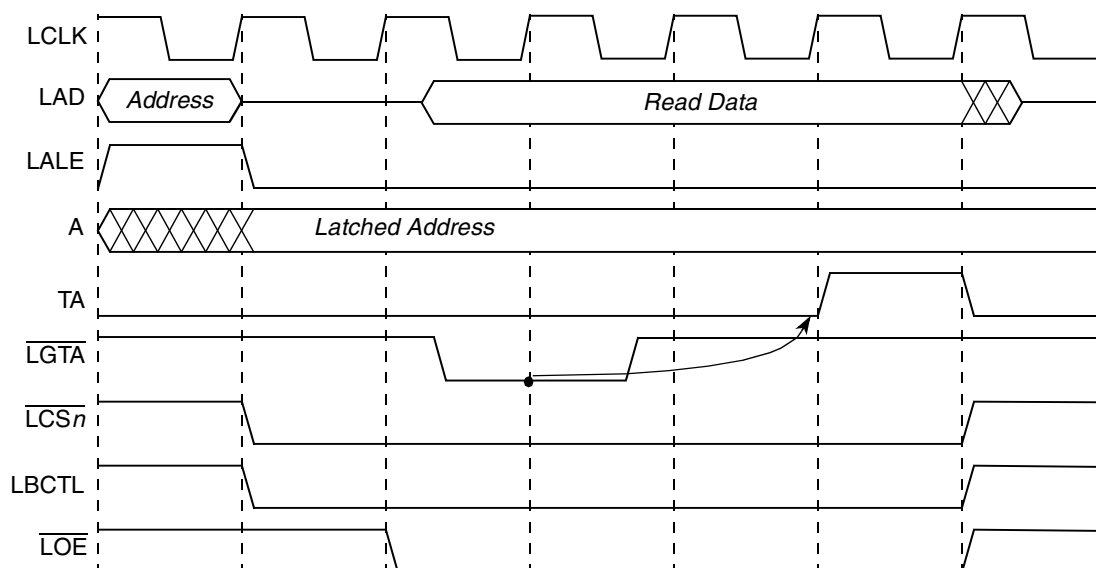 LCLK
LAD Address Read Data
LALE
A Latched Address
TA
LGTA
LCSn
LBCTL
LOE